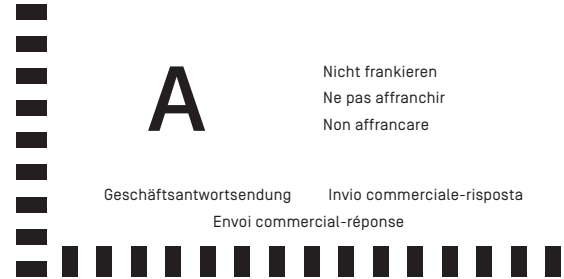 A
Nicht frankieren
Ne pas affranchir
Non affrancare
Geschäftsantwortsendung Invio commerciale-risposta
Envoi commercial-réponse